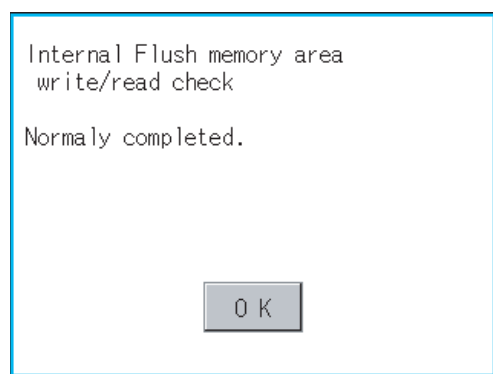 Internal Flush memory area
write/read check
Normaly completed.
OK